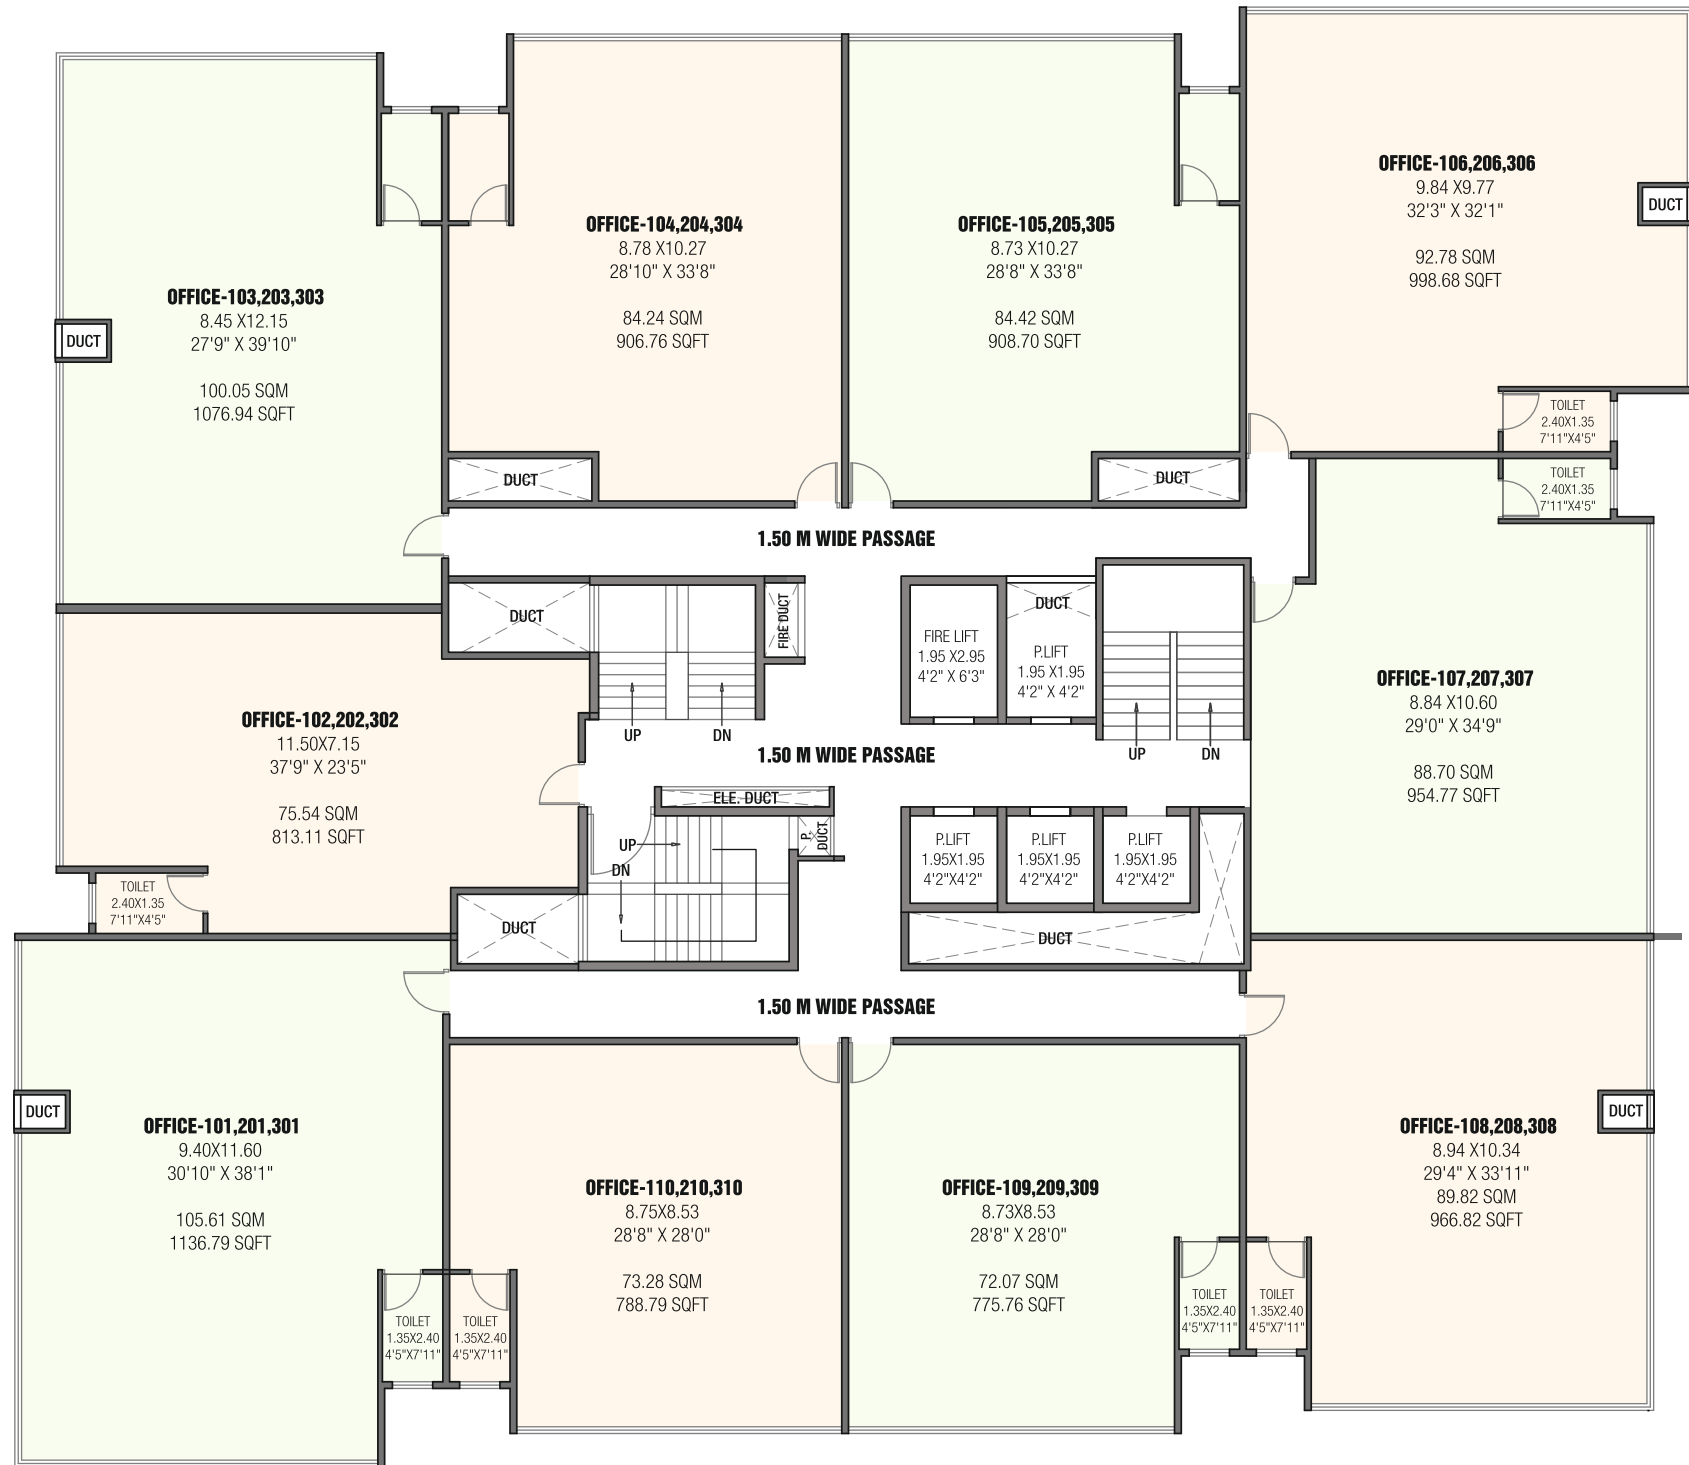 OFFICE-103,203,303
8.45 X12.15
27'9" X 39'10"
100.05 SQM
1076.94 SQFT
DUCT
OFFICE-104,204,304
8.78 X10.27
28'10" X 33'8"
84.24 SQM
906.76 SQFT
DUCT
OFFICE-105,205,305
8.73 X10.27
28'8" X 33'8"
84.42 SQM
908.70 SQFT
DUCT
OFFICE-106,206,306
9.84 X9.77
32'3" X 32'1"
92.78 SQM
998.68 SQFT
DUCT
TOILET
2.40X1.35
7'11"X4'5"
TOILET
2.40X1.35
7'11"X4'5"
1.50 M WIDE PASSAGE
DUCT
FIRE DUCT
UP
DN
FIRE LIFT
1.95 X2.95
4'2" X 6'3"
DUCT
P.LIFT
1.95 X1.95
4'2" X 4'2"
UP
DN
OFFICE-107,207,307
8.84 X10.60
29'0" X 34'9"
88.70 SQM
954.77 SQFT
OFFICE-102,202,302
11.50X7.15
37'9" X 23'5"
75.54 SQM
813.11 SQFT
TOILET
2.40X1.35
7'11"X4'5"
1.50 M WIDE PASSAGE
ELE. DUCT
P.
DUCT
UP
DN
DUCT
P.LIFT
1.95X1.95
4'2"X4'2"
P.LIFT
1.95X1.95
4'2"X4'2"
P.LIFT
1.95X1.95
4'2"X4'2"
DUCT
1.50 M WIDE PASSAGE
DUCT
OFFICE-101,201,301
9.40X11.60
30'10" X 38'1"
105.61 SQM
1136.79 SQFT
TOILET
1.35X2.40
4'5"X7'11"
TOILET
1.35X2.40
4'5"X7'11"
OFFICE-110,210,310
8.75X8.53
28'8" X 28'0"
73.28 SQM
788.79 SQFT
OFFICE-109,209,309
8.73X8.53
28'8" X 28'0"
72.07 SQM
775.76 SQFT
TOILET
1.35X2.40
4'5"X7'11"
TOILET
1.35X2.40
4'5"X7'11"
OFFICE-108,208,308
8.94 X10.34
29'4" X 33'11"
89.82 SQM
966.82 SQFT
DUCT